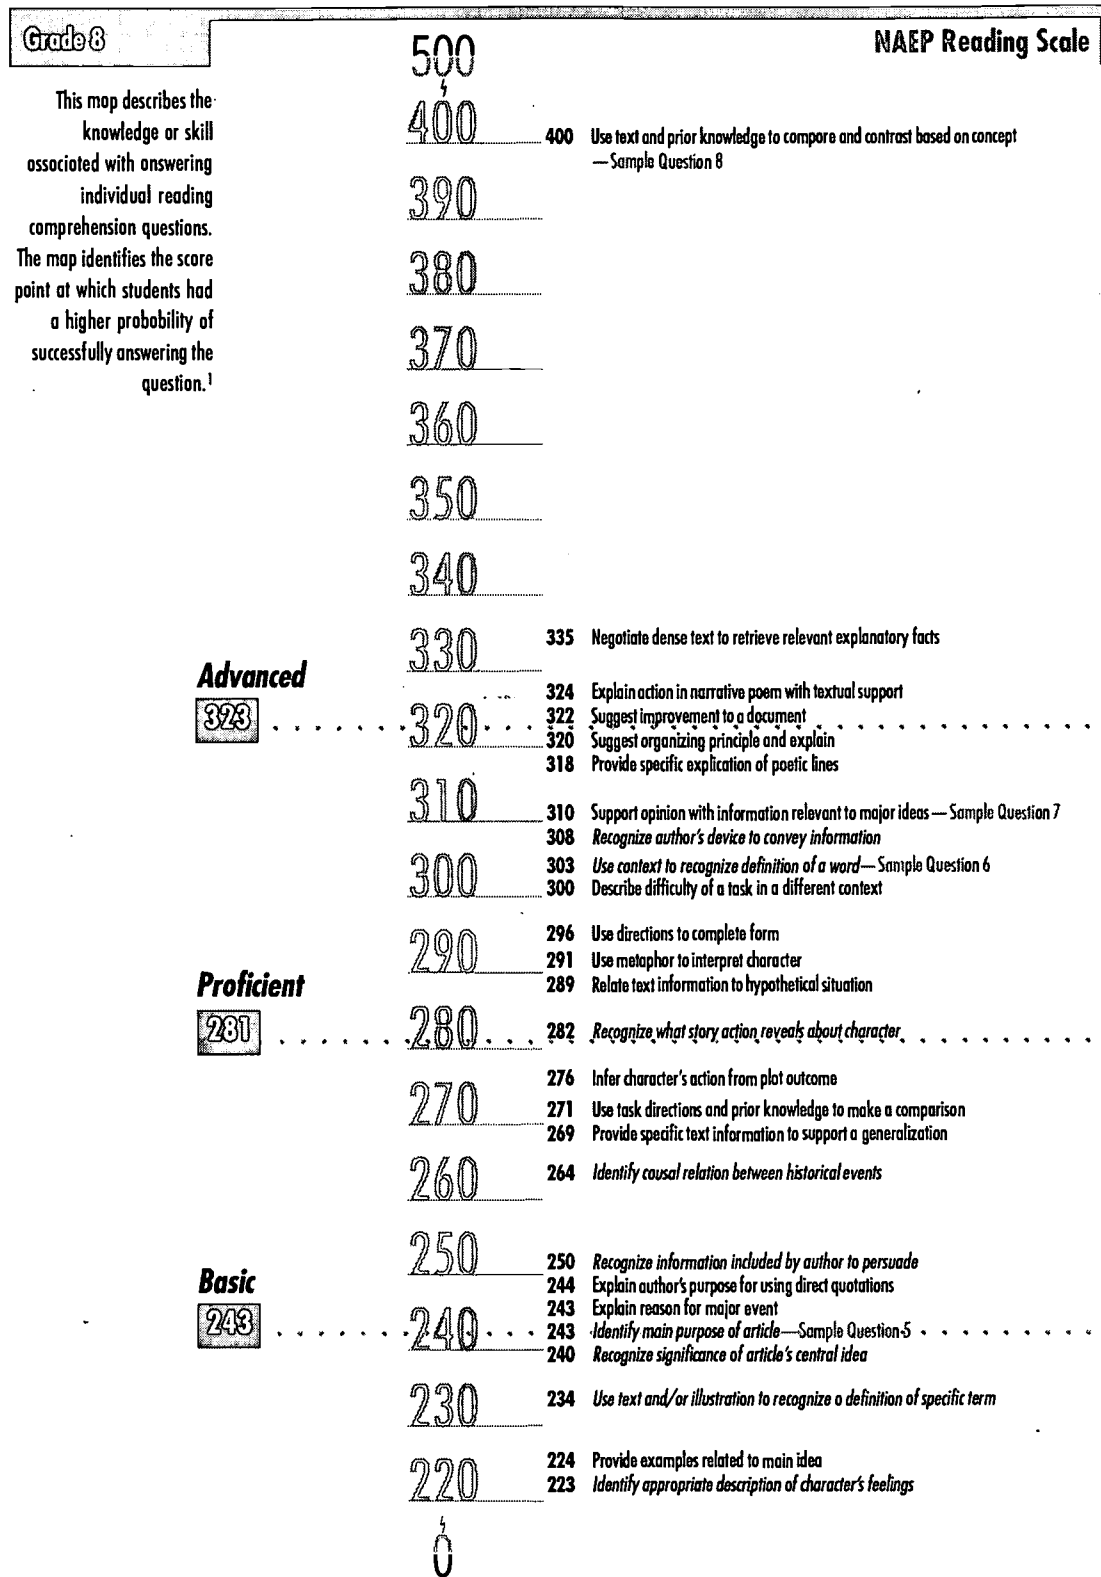 Grade 8
NAEP Reading Scale
This map describes the
knowledge or skill
associated with answering
individual reading
comprehension questions.
The map identifies the score
point at which students had
a higher probability of
successfully answering the
question.¹
500
400
400 Use text and prior knowledge to compare and contrast based on concept
—Sample Question 8
390
380
370
360
350
340
330
335 Negotiate dense text to retrieve relevant explanatory facts
Advanced
323
324 Explain action in narrative poem with textual support
320
322 Suggest improvement to a document
320 Suggest organizing principle and explain
318 Provide specific explication of poetic lines
310
310 Support opinion with information relevant to major ideas — Sample Question 7
308 Recognize author's device to convey information
300
303 Use context to recognize definition of a word—Sample Question 6
300 Describe difficulty of a task in a different context
290
296 Use directions to complete form
291 Use metaphor to interpret character
289 Relate text information to hypothetical situation
Proficient
281
280
282 Recognize what story action reveals about character
270
276 Infer character's action from plot outcome
271 Use task directions and prior knowledge to make a comparison
269 Provide specific text information to support a generalization
260
264 Identify causal relation between historical events
250
250 Recognize information included by author to persuade
Basic
243
244 Explain author's purpose for using direct quotations
240
243 Explain reason for major event
243 Identify main purpose of article—Sample Question 5
240 Recognize significance of article's central idea
230
234 Use text and/or illustration to recognize a definition of specific term
220
224 Provide examples related to main idea
223 Identify appropriate description of character's feelings
0